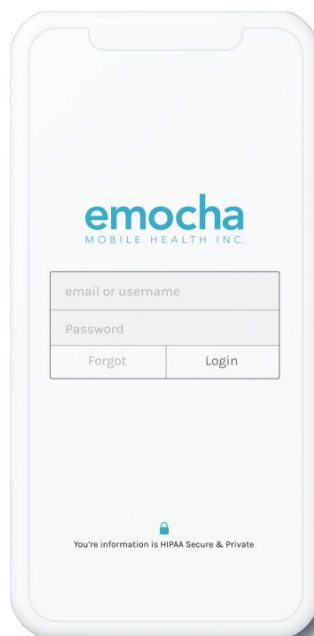 emocha
MOBILE HEALTH INC.
email or username
Password
Forgot Login
You're information is HIPAA Secure & Private